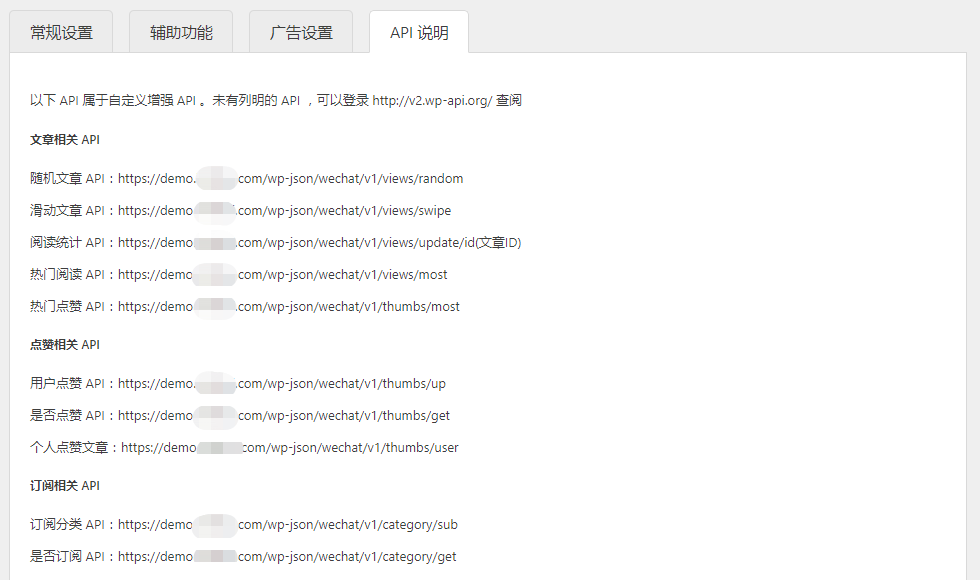 常规设置 辅助功能 广告设置 API 说明
以下 API 属于自定义增强 API 。未有列明的 API ，可以登录 http://v2.wp-api.org/ 查阅
文章相关 API
随机文章 API：https://demo. com/wp-json/wechat/v1/views/random
滑动文章 API：https://demo .com/wp-json/wechat/v1/views/swipe
阅读统计 API：https://demo .com/wp-json/wechat/v1/views/update/id(文章ID)
热门阅读 API：https://demo com/wp-json/wechat/v1/views/most
热门点赞 API：https://demo .com/wp-json/wechat/v1/thumbs/most
点赞相关 API
用户点赞 API：https://demo. .com/wp-json/wechat/v1/thumbs/up
是否点赞 API：https://demo com/wp-json/wechat/v1/thumbs/get
个人点赞文章：https://demo com/wp-json/wechat/v1/thumbs/user
订阅相关 API
订阅分类 API：https://demo com/wp-json/wechat/v1/category/sub
是否订阅 API：https://demo .com/wp-json/wechat/v1/category/get